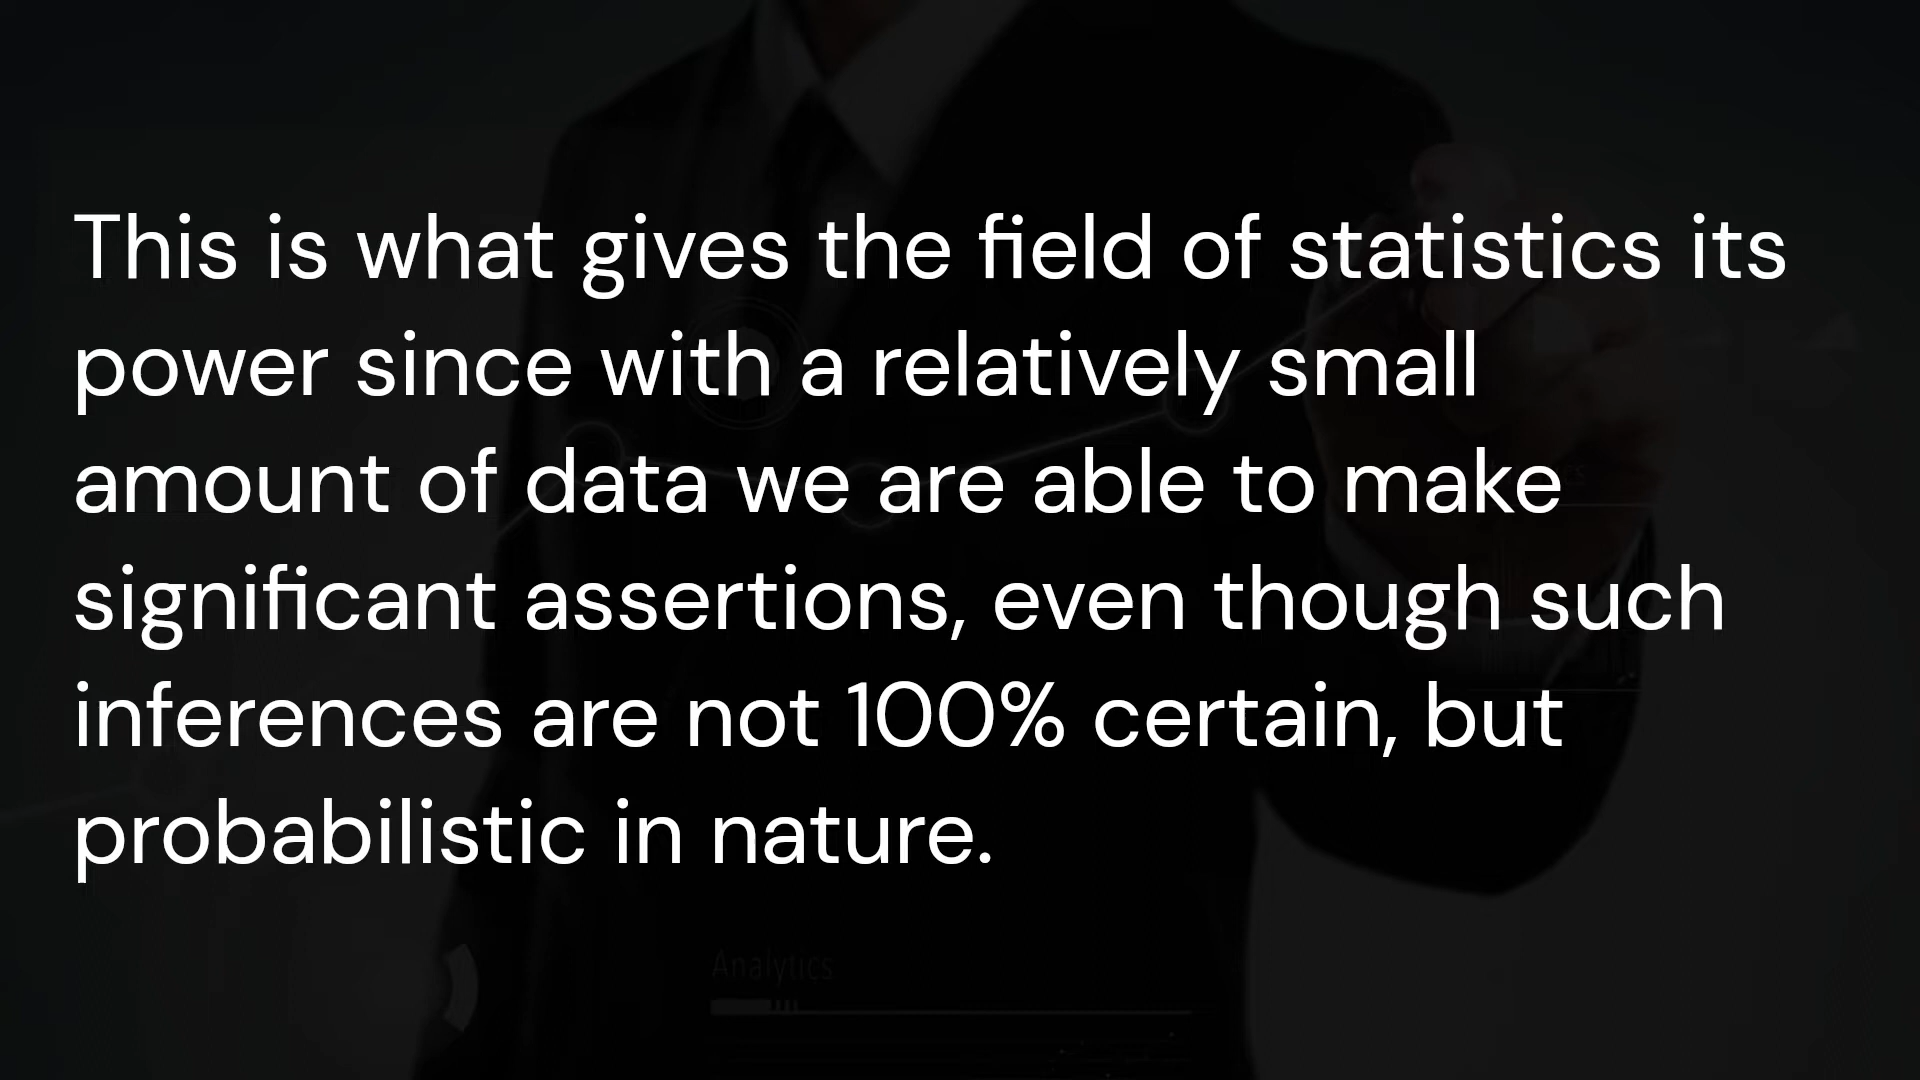 This is what gives the field of statistics its
power since with a relatively small
amount of data we are able to make
significant assertions, even though such
inferences are not 100% certain, but
probabilistic in nature.
Analytics